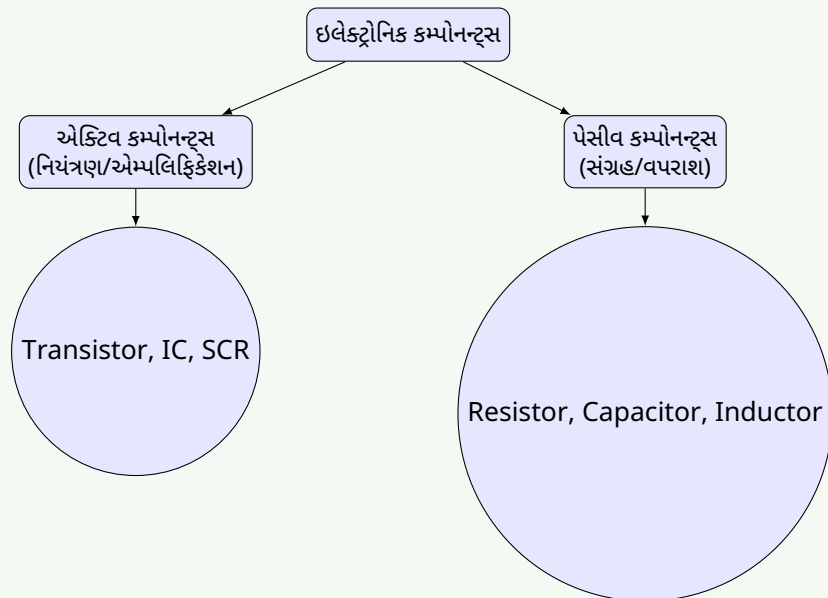 ઇલેક્ટ્રોનિક કમ્પોનન્ટ્સ
એક્ટિવ કમ્પોનન્ટ્સ
(નિયંત્રણ/એમ્પલિફિકેશન)
પેસીવ કમ્પોનન્ટ્સ
(સંગ્રહ/વપરાશ)
Transistor, IC, SCR
Resistor, Capacitor, Inductor